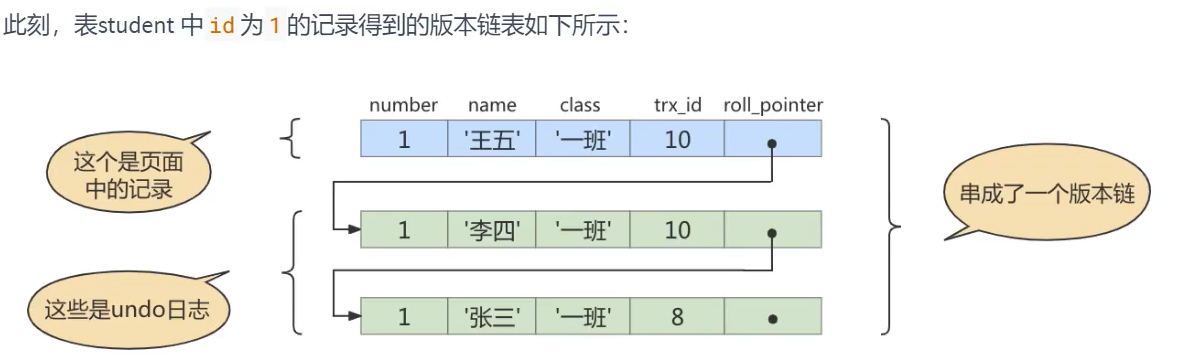 此刻，表student 中 id 为 1 的记录得到的版本链表如下所示：
number name class trx_id roll_pointer
1 '王五' '一班' 10
这个是页面
中的记录
串成了一个版本链
1 '李四' '一班' 10
这些是undo日志
1 '张三' '一班' 8